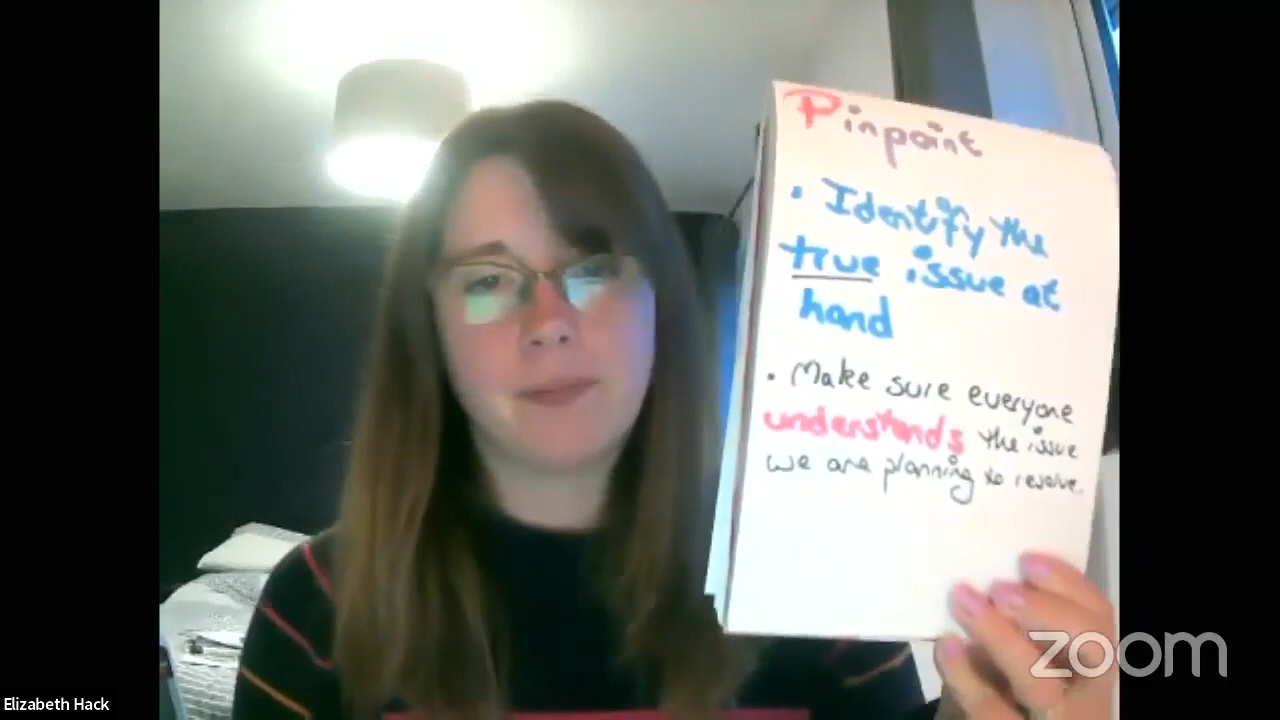 Pinpoint
• Identify the
true issue at
hand
• Make sure everyone
understands the issue
we are planning to resolve.
zoom
Elizabeth Hack